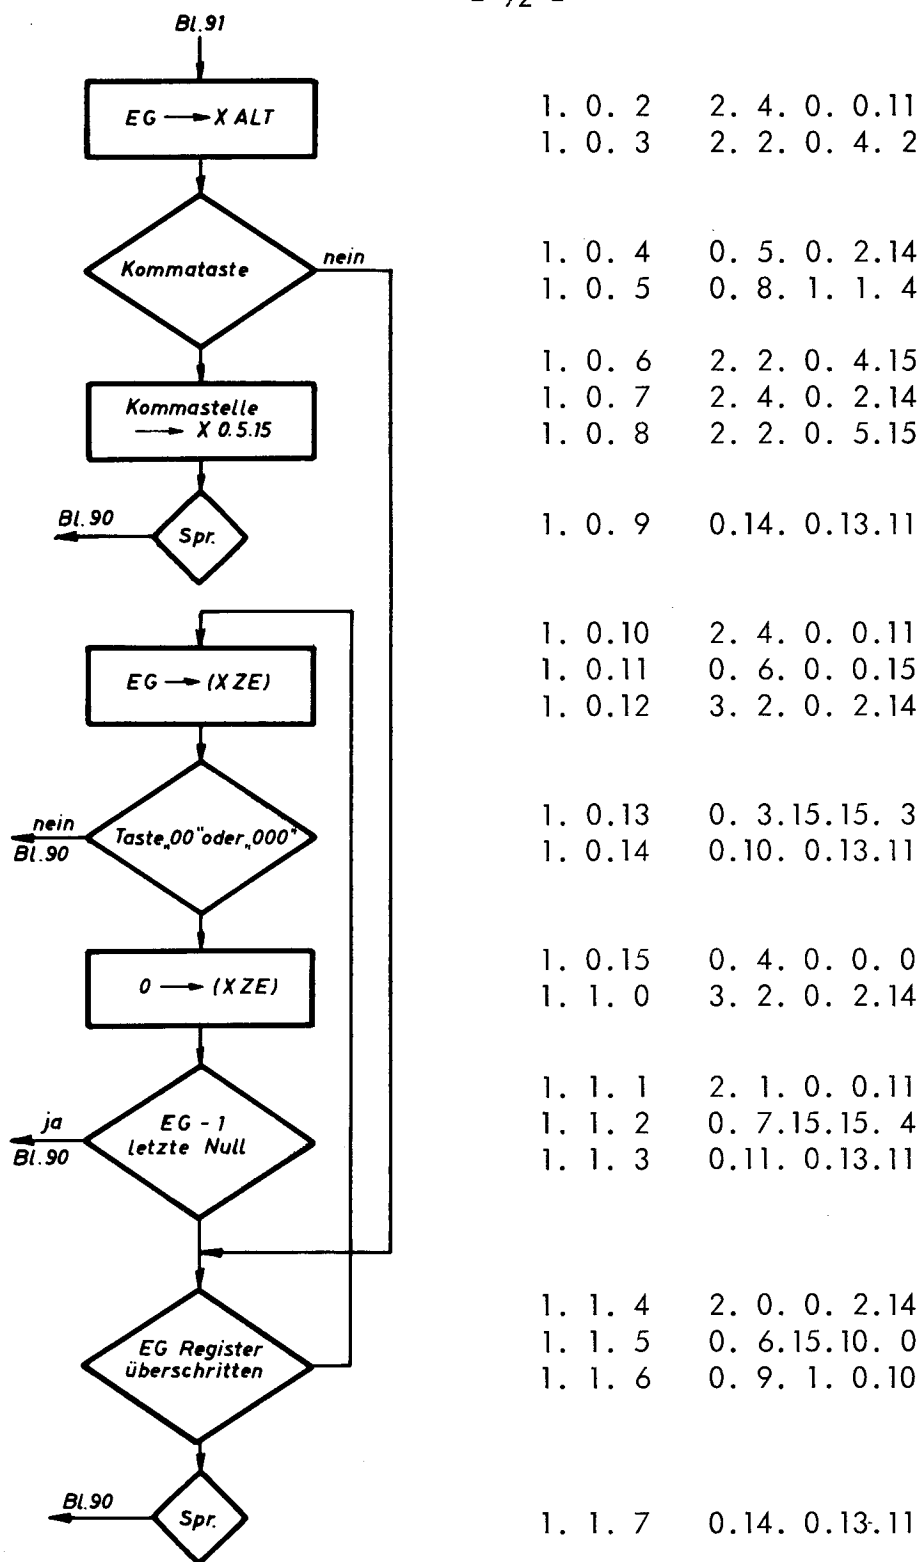 - 92 -
Bl.91
EG → X ALT
1. 0. 2 2. 4. 0. 0.11
1. 0. 3 2. 2. 0. 4. 2
Kommataste
nein
1. 0. 4 0. 5. 0. 2.14
1. 0. 5 0. 8. 1. 1. 4
Kommastelle
→ X 0.5.15
1. 0. 6 2. 2. 0. 4.15
1. 0. 7 2. 4. 0. 2.14
1. 0. 8 2. 2. 0. 5.15
Bl.90
Spr.
1. 0. 9 0.14. 0.13.11
EG → (X ZE)
1. 0.10 2. 4. 0. 0.11
1. 0.11 0. 6. 0. 0.15
1. 0.12 3. 2. 0. 2.14
nein
Bl.90
Taste „00" oder „000"
1. 0.13 0. 3.15.15. 3
1. 0.14 0.10. 0.13.11
0 → (X ZE)
1. 0.15 0. 4. 0. 0. 0
1. 1. 0 3. 2. 0. 2.14
ja
Bl.90
EG - 1
letzte Null
1. 1. 1 2. 1. 0. 0.11
1. 1. 2 0. 7.15.15. 4
1. 1. 3 0.11. 0.13.11
EG Register
überschritten
1. 1. 4 2. 0. 0. 2.14
1. 1. 5 0. 6.15.10. 0
1. 1. 6 0. 9. 1. 0.10
Bl.90
Spr.
1. 1. 7 0.14. 0.13.11